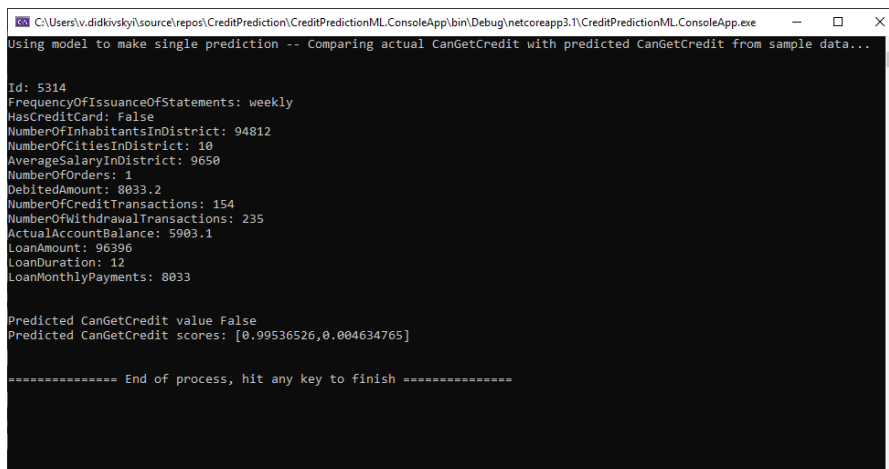 C:\Users\v.didkivskyi\source\repos\CreditPrediction\CreditPredictionML.ConsoleApp\bin\Debug\netcoreapp3.1\CreditPredictionML.ConsoleApp.exe
Using model to make single prediction -- Comparing actual CanGetCredit with predicted CanGetCredit from sample data...
Id: 5314
FrequencyOfIssuanceOfStatements: weekly
HasCreditCard: False
NumberOfInhabitantsInDistrict: 94812
NumberOfCitiesInDistrict: 10
AverageSalaryInDistrict: 9650
NumberOfOrders: 1
DebitedAmount: 8033.2
NumberOfCreditTransactions: 154
NumberOfWithdrawalTransactions: 235
ActualAccountBalance: 5903.1
LoanAmount: 96396
LoanDuration: 12
LoanMonthlyPayments: 8033
Predicted CanGetCredit value False
Predicted CanGetCredit scores: [0.99536526,0.004634765]
=============== End of process, hit any key to finish ===============